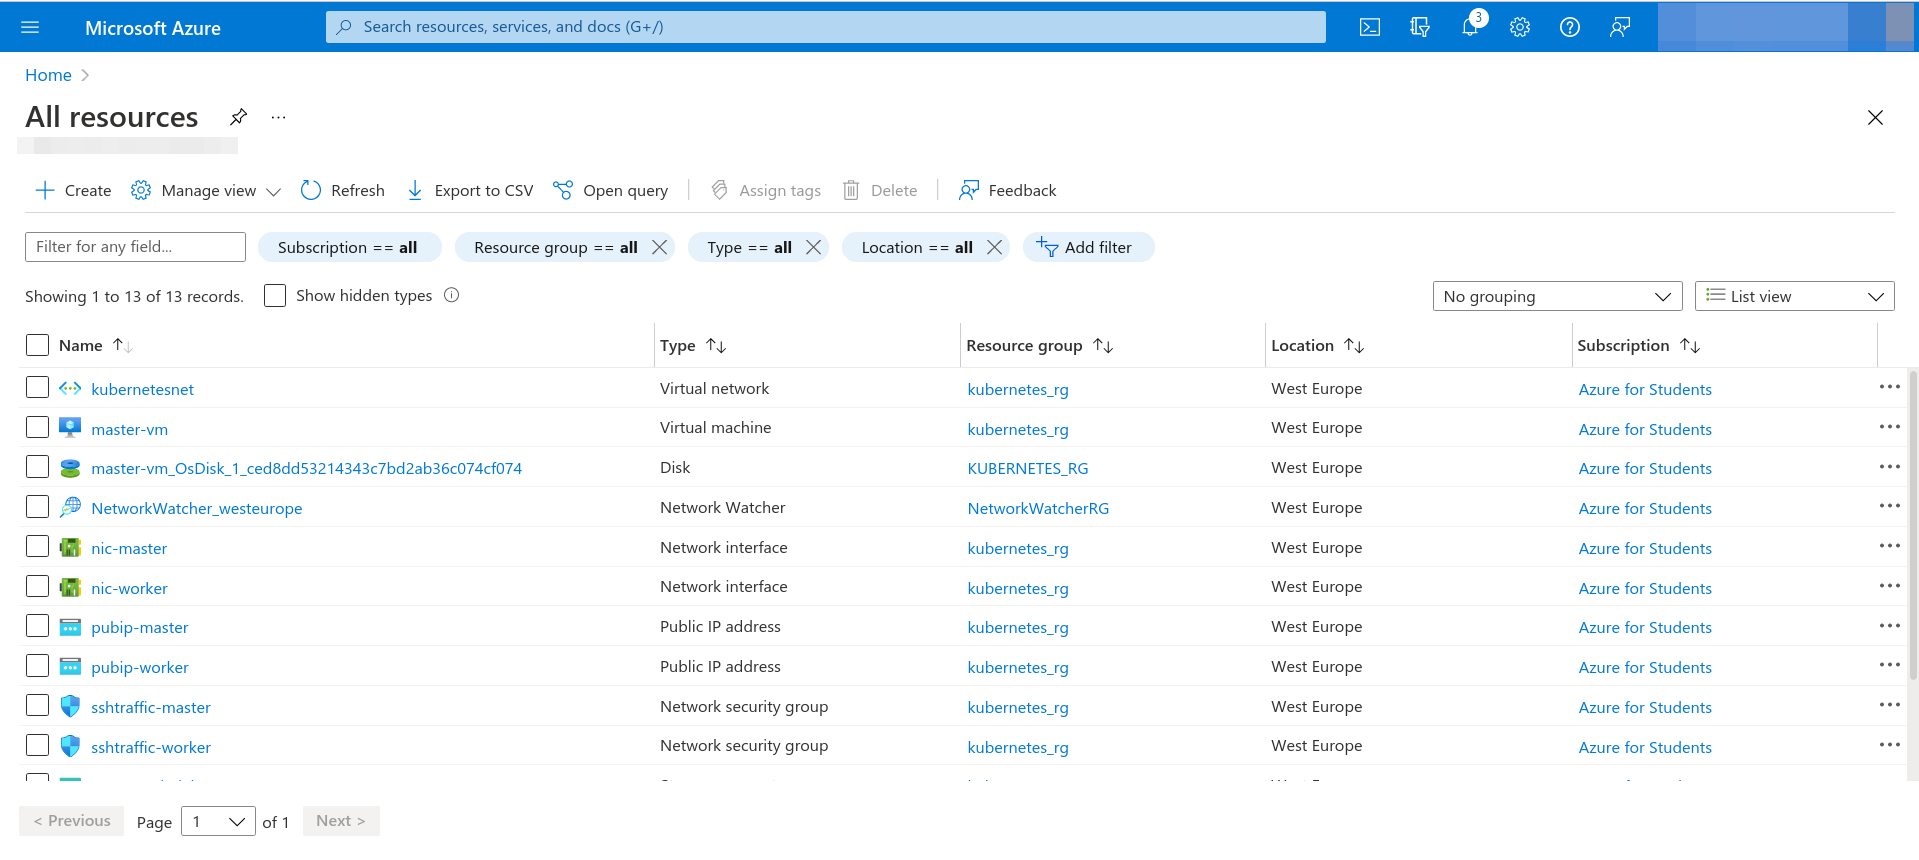 Microsoft Azure
Search resources, services, and docs (G+/)
3
Home
All resources
Create Manage view Refresh Export to CSV Open query Assign tags Delete Feedback
Filter for any field... Subscription == all Resource group == all Type == all Location == all Add filter
Showing 1 to 13 of 13 records. Show hidden types No grouping List view
Name Type Resource group Location Subscription
kubernetesnet Virtual network kubernetes_rg West Europe Azure for Students
master-vm Virtual machine kubernetes_rg West Europe Azure for Students
master-vm_OsDisk_1_ced8dd53214343c7bd2ab36c074cf074 Disk KUBERNETES_RG West Europe Azure for Students
NetworkWatcher_westeurope Network Watcher NetworkWatcherRG West Europe Azure for Students
nic-master Network interface kubernetes_rg West Europe Azure for Students
nic-worker Network interface kubernetes_rg West Europe Azure for Students
pubip-master Public IP address kubernetes_rg West Europe Azure for Students
pubip-worker Public IP address kubernetes_rg West Europe Azure for Students
sshtraffic-master Network security group kubernetes_rg West Europe Azure for Students
sshtraffic-worker Network security group kubernetes_rg West Europe Azure for Students
< Previous Page 1 of 1 Next >